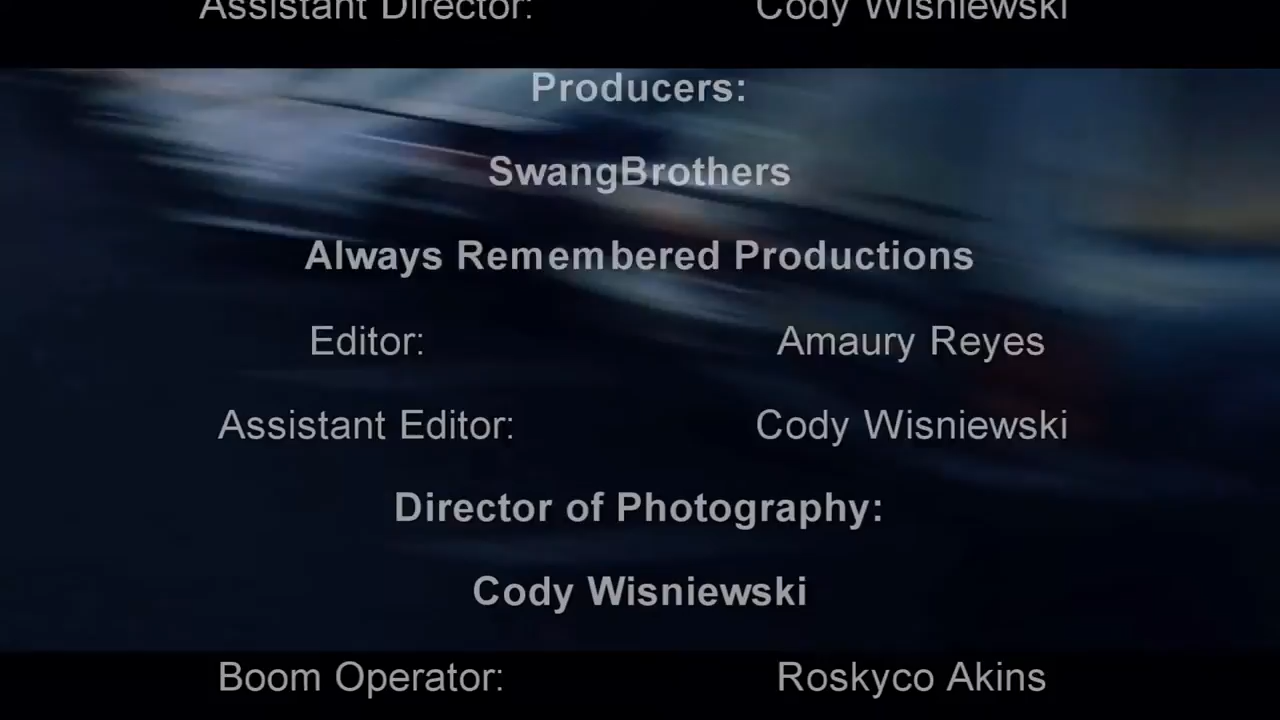 Assistant Director: Cody Wisniewski
Producers:
SwangBrothers
Always Remembered Productions
Editor: Amaury Reyes
Assistant Editor: Cody Wisniewski
Director of Photography:
Cody Wisniewski
Boom Operator: Roskyco Akins